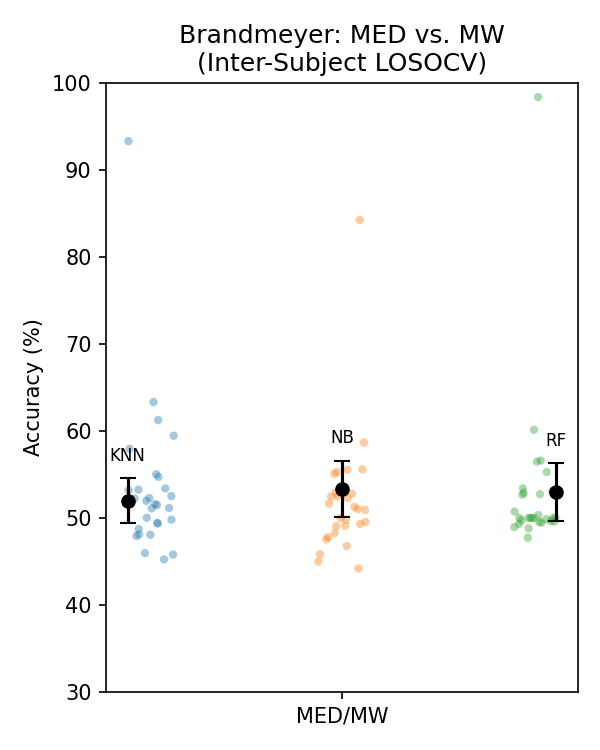 Brandmeyer: MED vs. MW
(Inter-Subject LOSOCV)
Accuracy (%)
100
90
80
70
60
50
40
30
KNN
NB
RF
MED/MW